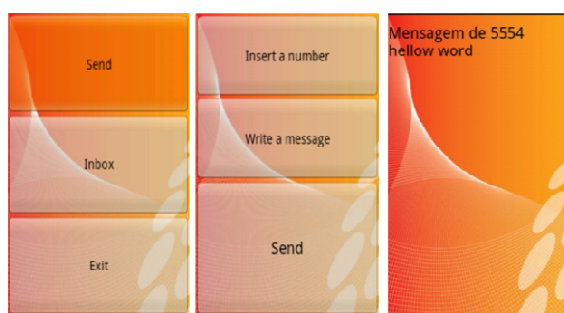 Send
Inbox
Exit
Insert a number
Write a message
Send
Mensagem de 5554
hellow word